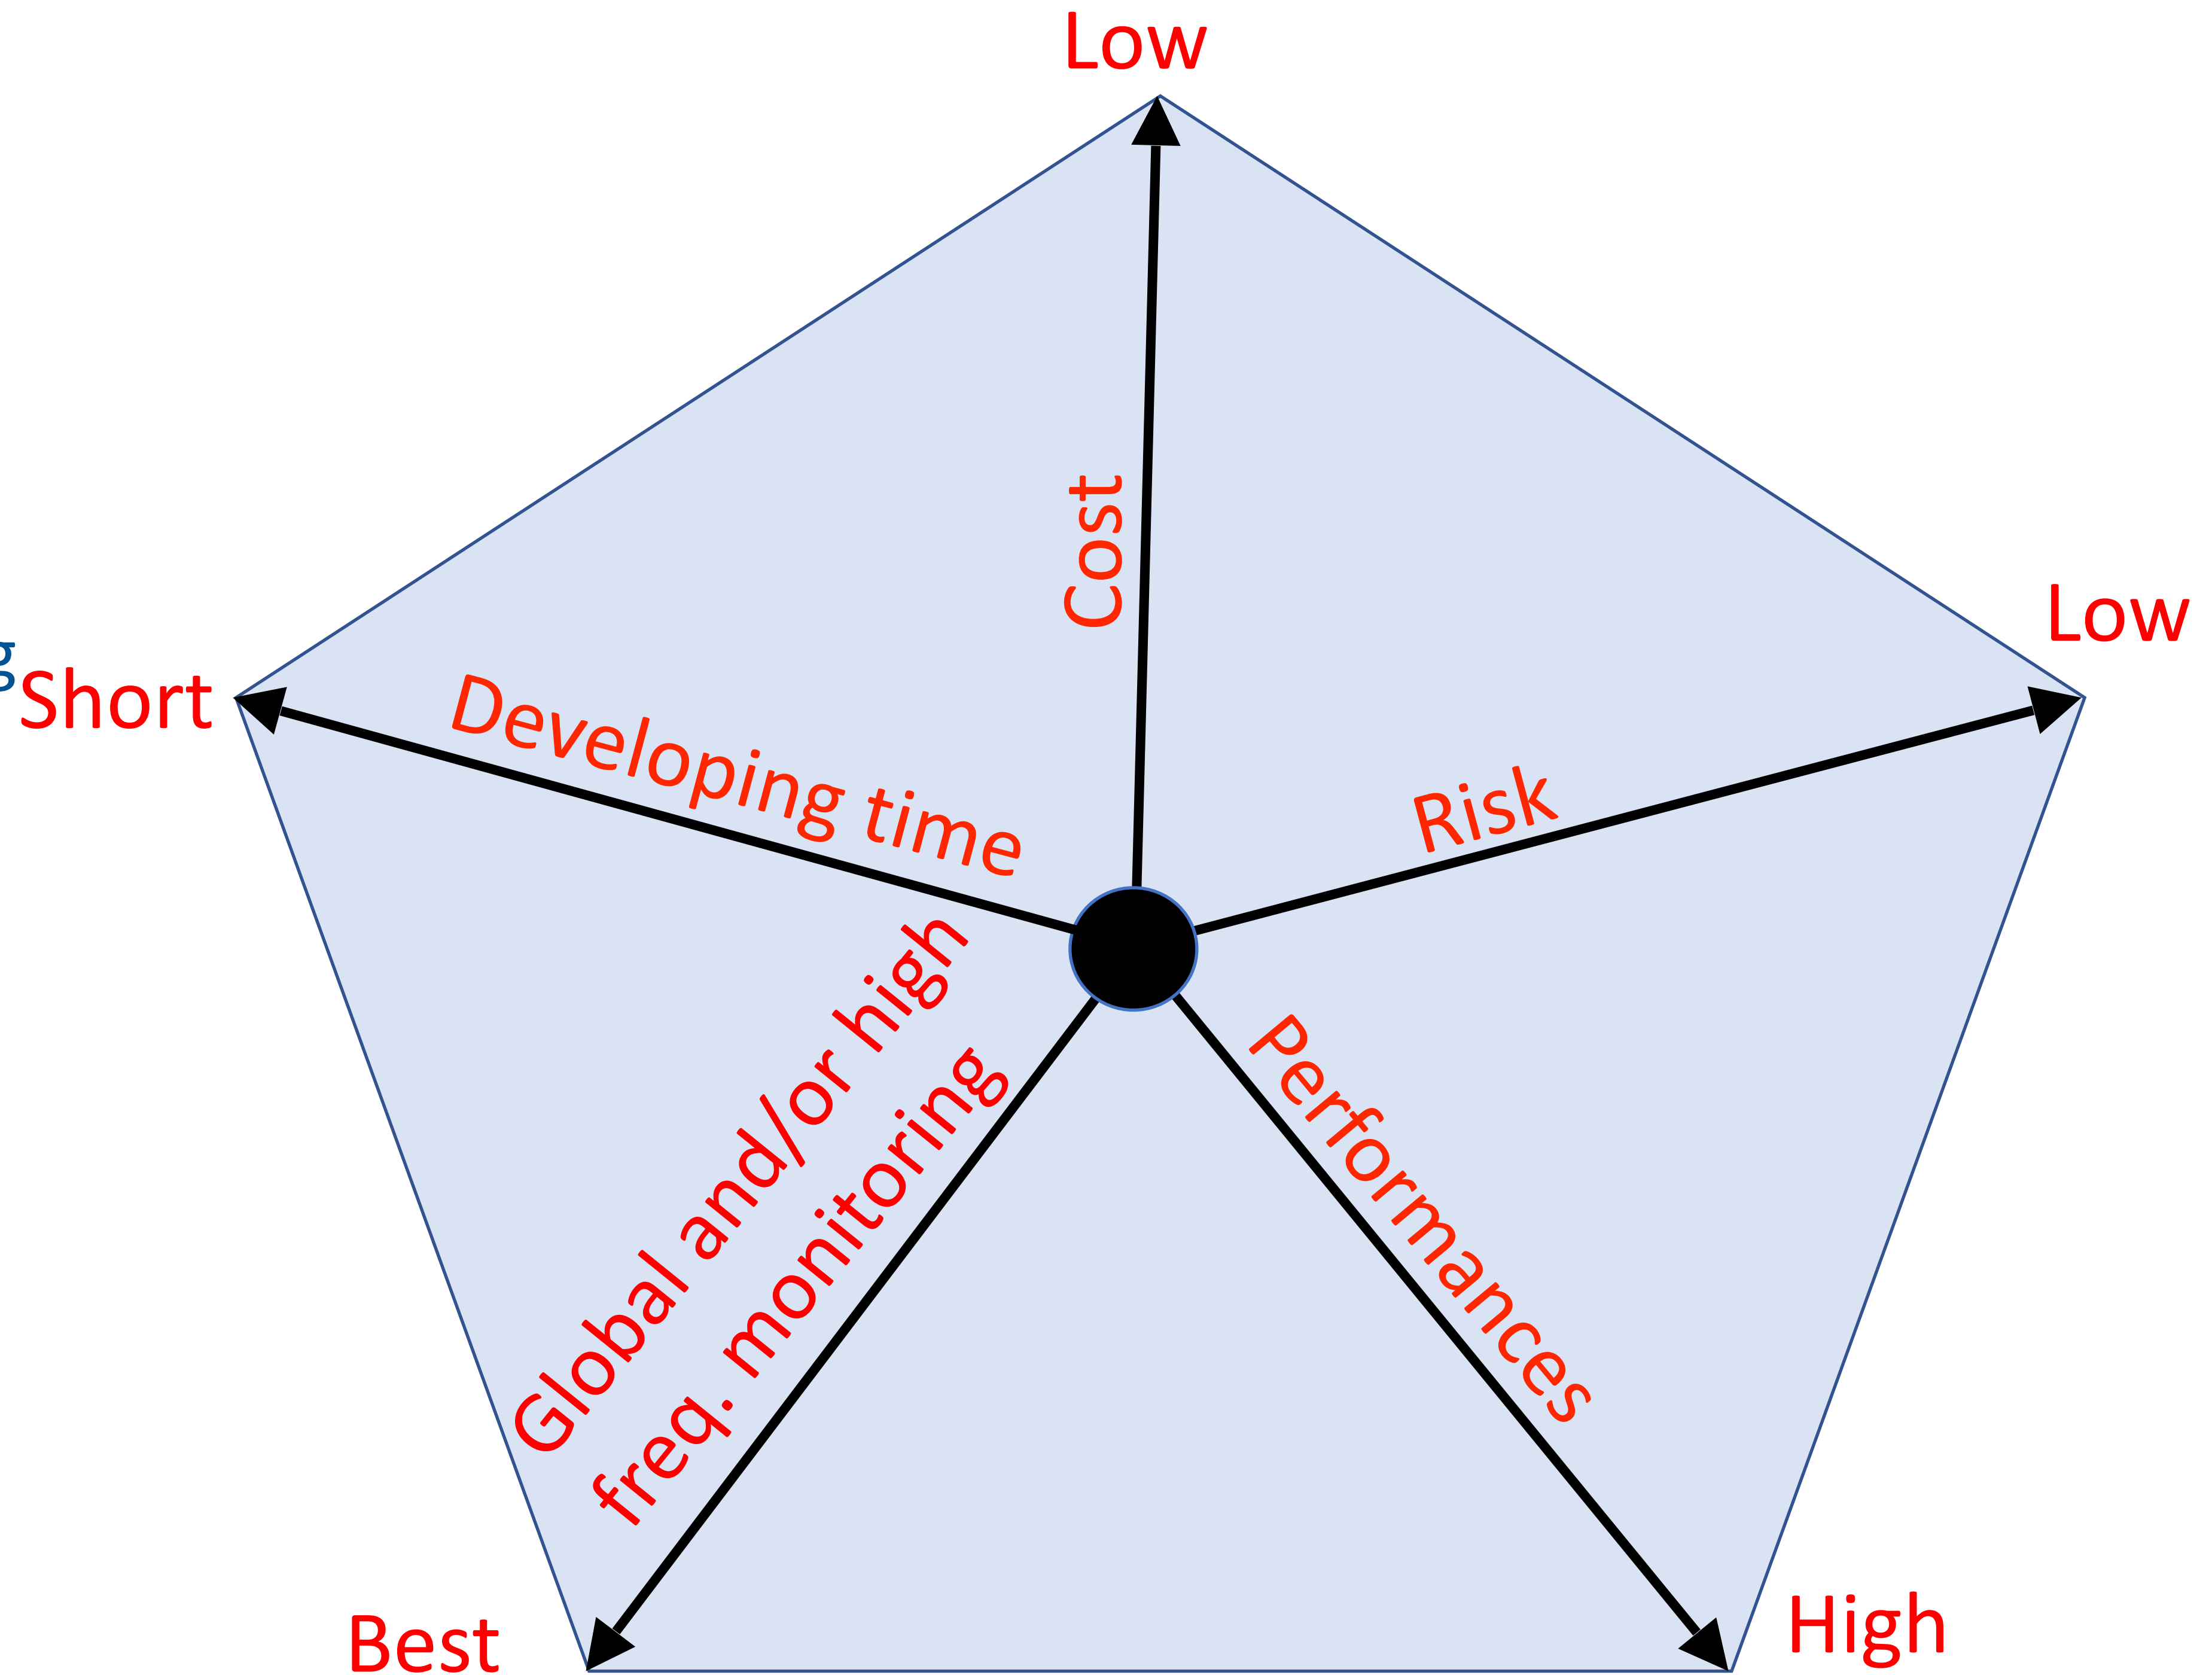 Low
Cost
Low
Short
Developing time
Risk
Global and/or high
freq. monitoring
Performances
Best
High